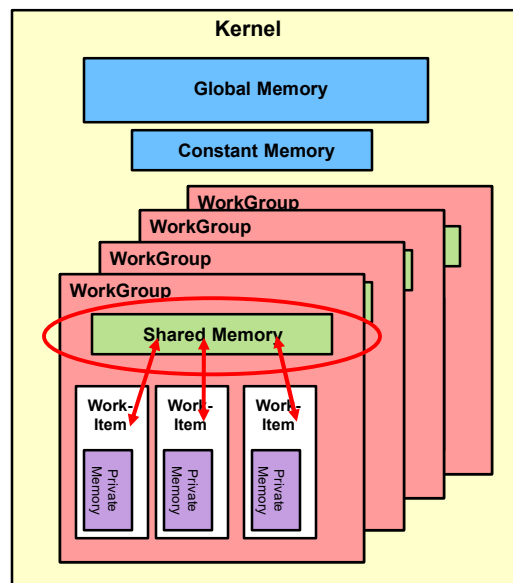 Kernel
Global Memory
Constant Memory
WorkGroup
WorkGroup
WorkGroup
WorkGroup
Shared Memory
Work-
Item
Work-
Item
Work-
Item
Private
Memory
Private
Memory
Private
Memory